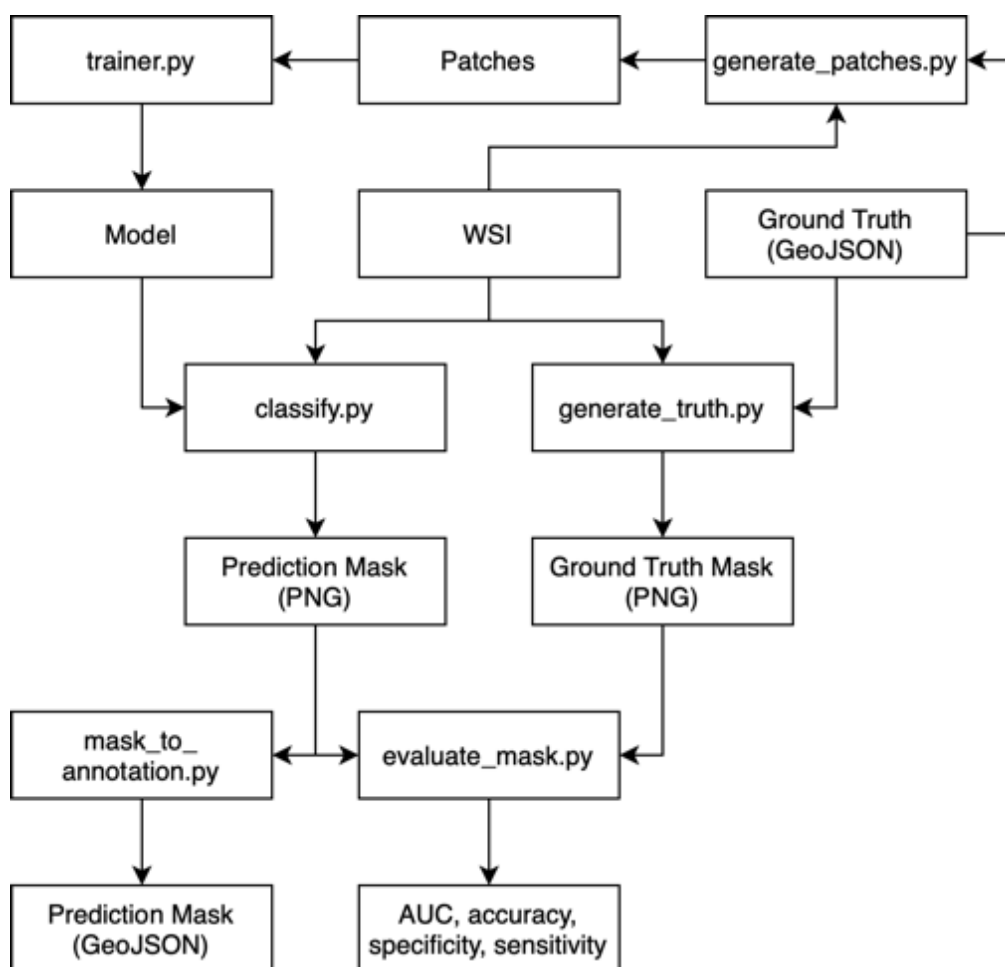 trainer.py
Patches
generate_patches.py
Model
WSI
Ground Truth
(GeoJSON)
classify.py
generate_truth.py
Prediction Mask
(PNG)
Ground Truth Mask
(PNG)
mask_to_
annotation.py
evaluate_mask.py
Prediction Mask
(GeoJSON)
AUC, accuracy,
specificity, sensitivity